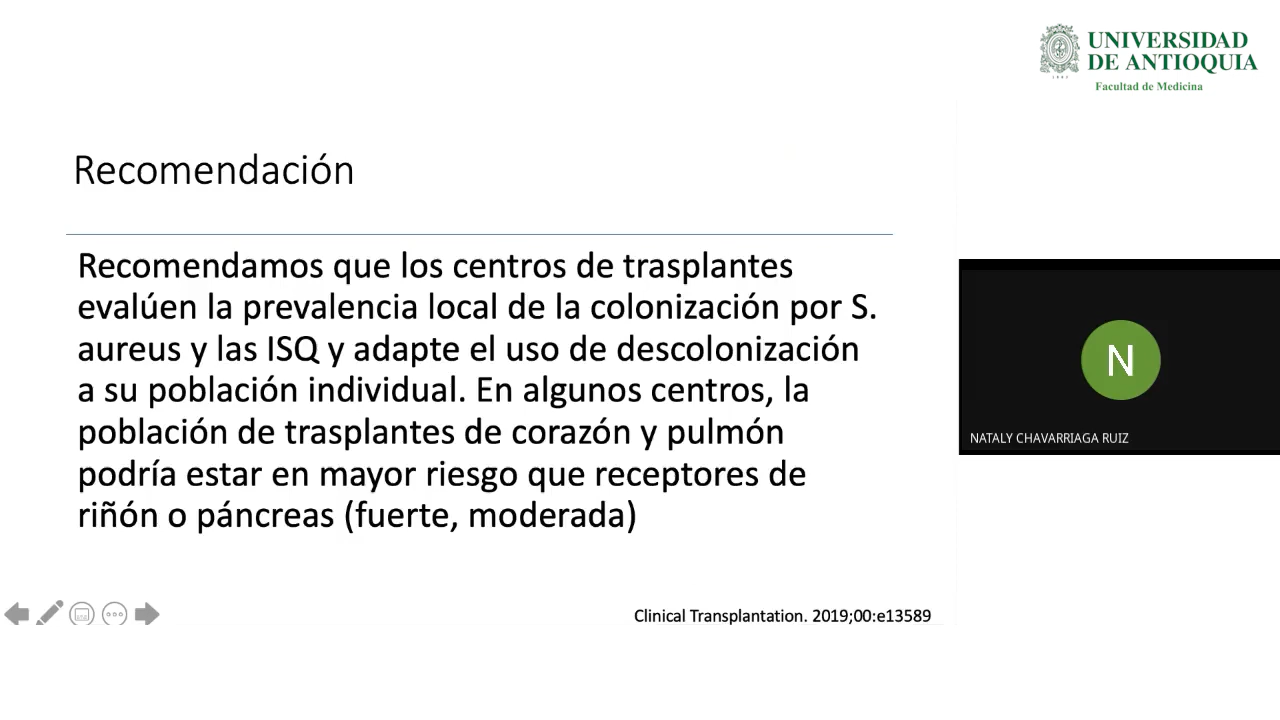 UNIVERSIDAD
DE ANTIOQUIA
Facultad de Medicina
Recomendación
Recomendamos que los centros de trasplantes
evalúen la prevalencia local de la colonización por S.
aureus y las ISQ y adapte el uso de descolonización
a su población individual. En algunos centros, la
población de trasplantes de corazón y pulmón
podría estar en mayor riesgo que receptores de
riñón o páncreas (fuerte, moderada)
N
NATALY CHAVARRIAGA RUIZ
Clinical Transplantation. 2019;00:e13589